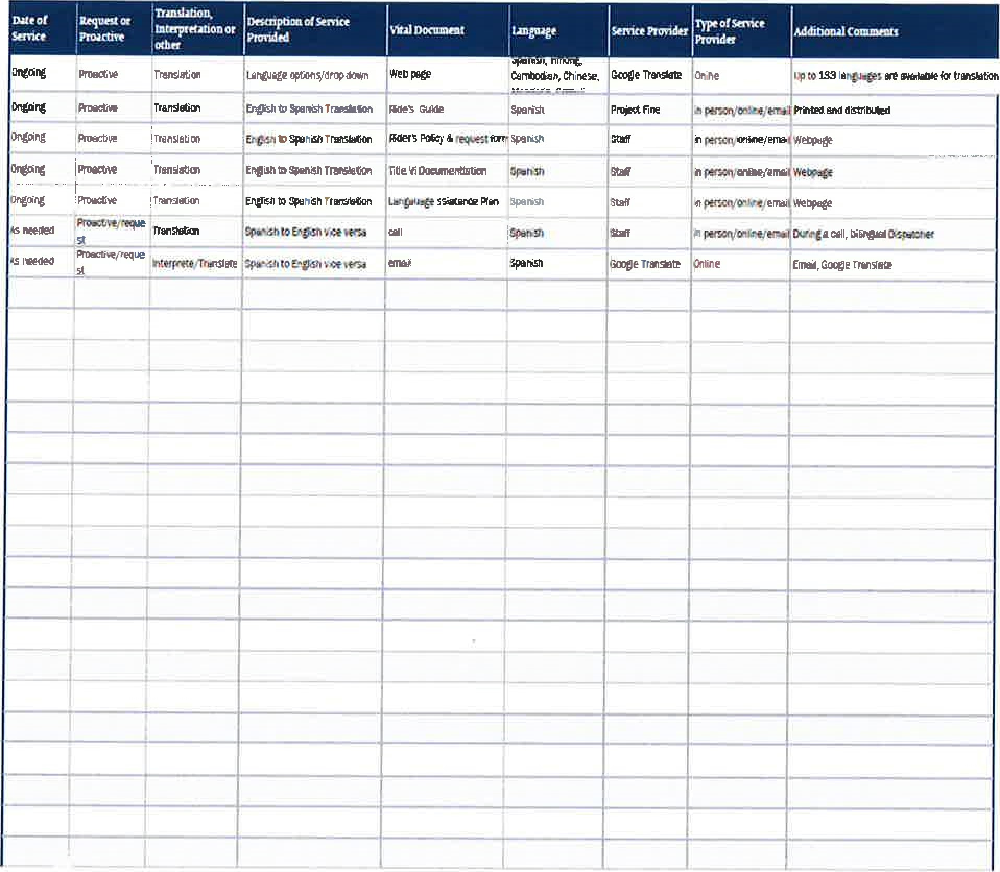 Date of Service	Request or Proactive	Translation, Interpretation or other	Description of Service Provided	Vital Document	Language	Service Provider	Type of Service Provider	Additional Comments
Ongoing	Proactive	Translation	Language options/drop down	Web page	Spanish, Hmong, Cambodian, Chinese,	Google Translate	Onine	Up to 133 languages are available for translation
Ongoing	Proactive	Translation	English to Spanish Translation	Ride's Guide	Spanish	Project Fine	in person/online/email	Printed and distributed
Ongoing	Proactive	Translation	English to Spanish Translation	Rider's Policy & request form	Spanish	Staff	in person/online/email	Webpage
Ongoing	Proactive	Translation	English to Spanish Translation	Title Vi Documenttation	Spanish	Staff	in person/online/email	Webpage
Ongoing	Proactive	Translation	English to Spanish Translation	Languuage ssistance Plan	Spanish	Staff	in person/online/email	Webpage
As needed	Proactive/request	Translation	Spanish to English vice versa	call	Spanish	Staff	in person/online/email	During a call, bilingual Dispatcher
As needed	Proactive/request	Interprete/Translate	Spanish to English vice versa	email	Spanish	Google Translate	Online	Email, Google Translate